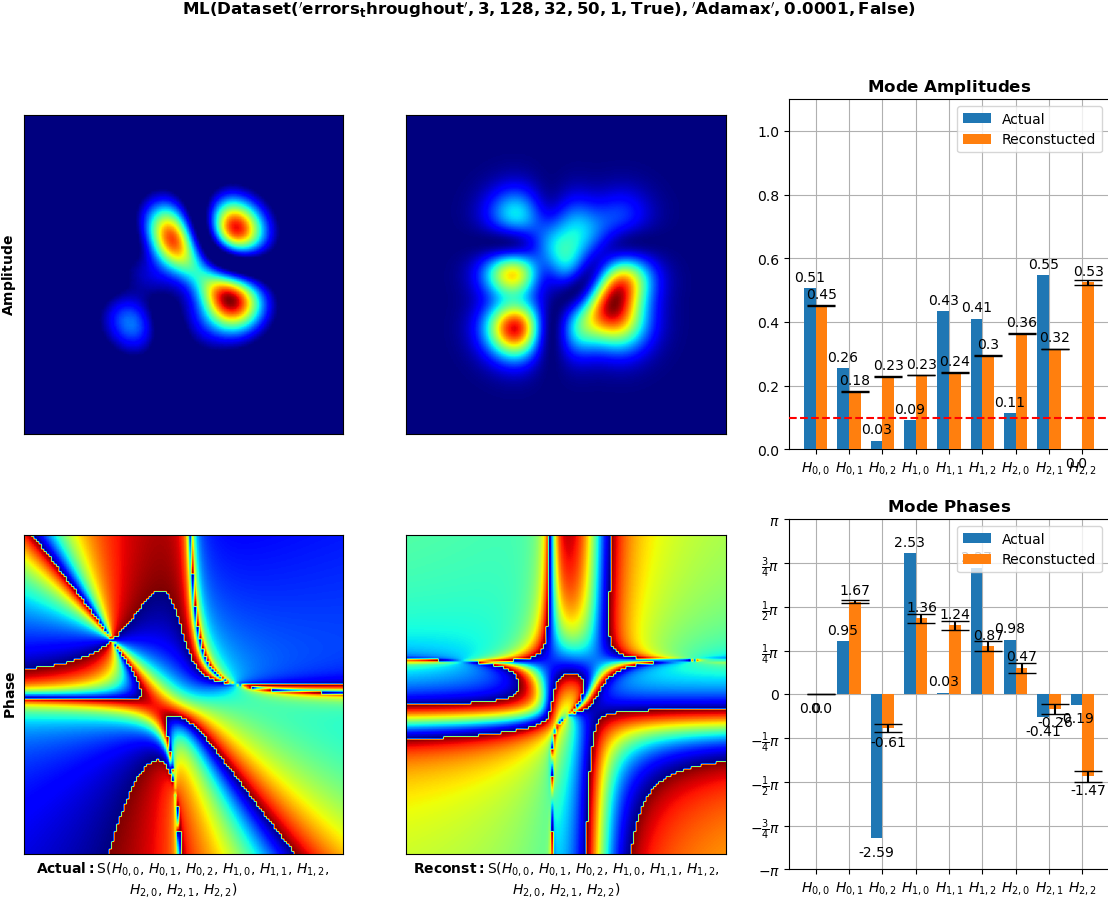 ML(Dataset('errors_throughout', 3, 128, 32, 50, 1, True), 'Adamax', 0.0001, False)
Amplitude
Mode Amplitudes
Actual
Reconstucted
1.0
0.8
0.6
0.4
0.2
0.0
0.51
0.45
0.26
0.18
0.03
0.23
0.09
0.23
0.43
0.24
0.41
0.3
0.11
0.36
0.55
0.32
0.0
0.53
H0,0 H0,1 H0,2 H1,0 H1,1 H1,2 H2,0 H2,1 H2,2
Phase
Mode Phases
Actual
Reconstucted
π
3/4π
1/2π
1/4π
0
−1/4π
−1/2π
−3/4π
−π
0.0
0.0
0.95
1.67
-2.59
-0.61
2.53
1.36
0.03
1.24
0.87
0.98
0.47
-0.41
-0.26
-0.19
-1.47
H0,0 H0,1 H0,2 H1,0 H1,1 H1,2 H2,0 H2,1 H2,2
Actual: S(H0,0, H0,1, H0,2, H1,0, H1,1, H1,2,
H2,0, H2,1, H2,2)
Reconst: S(H0,0, H0,1, H0,2, H1,0, H1,1, H1,2,
H2,0, H2,1, H2,2)